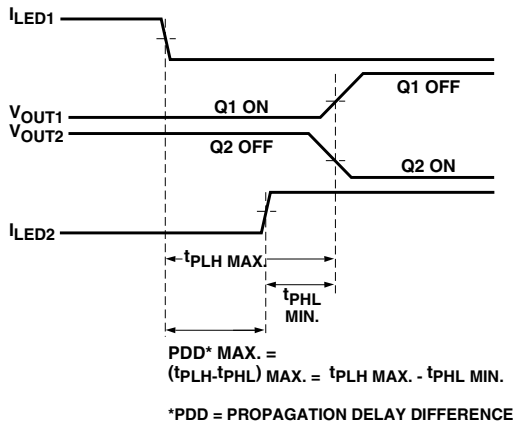 ILED1
Q1 OFF
VOUT1
Q1 ON
VOUT2
Q2 OFF
Q2 ON
ILED2
tPLH MAX.
tPHL
MIN.
PDD* MAX. =
(tPLH-tPHL) MAX. = tPLH MAX. - tPHL MIN.
*PDD = PROPAGATION DELAY DIFFERENCE